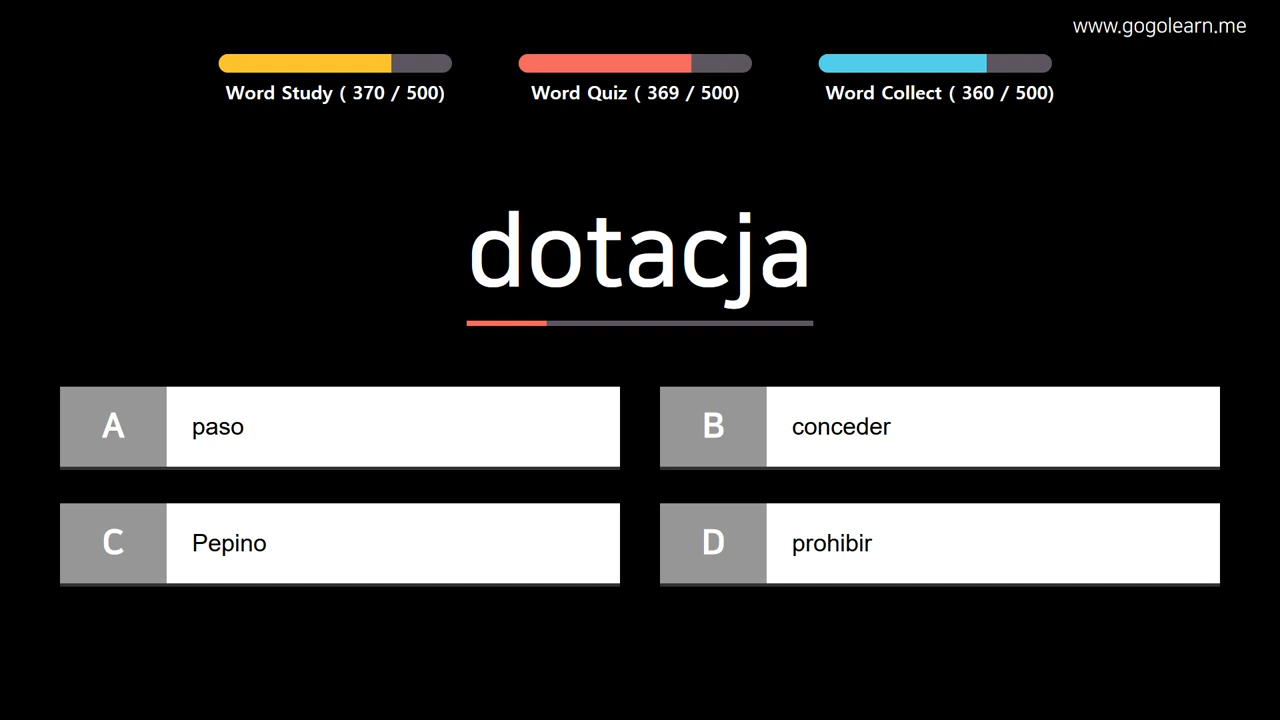 www.gogolearn.me
Word Study ( 370 / 500)
Word Quiz ( 369 / 500)
Word Collect ( 360 / 500)
dotacja
A paso
B conceder
C Pepino
D prohibir